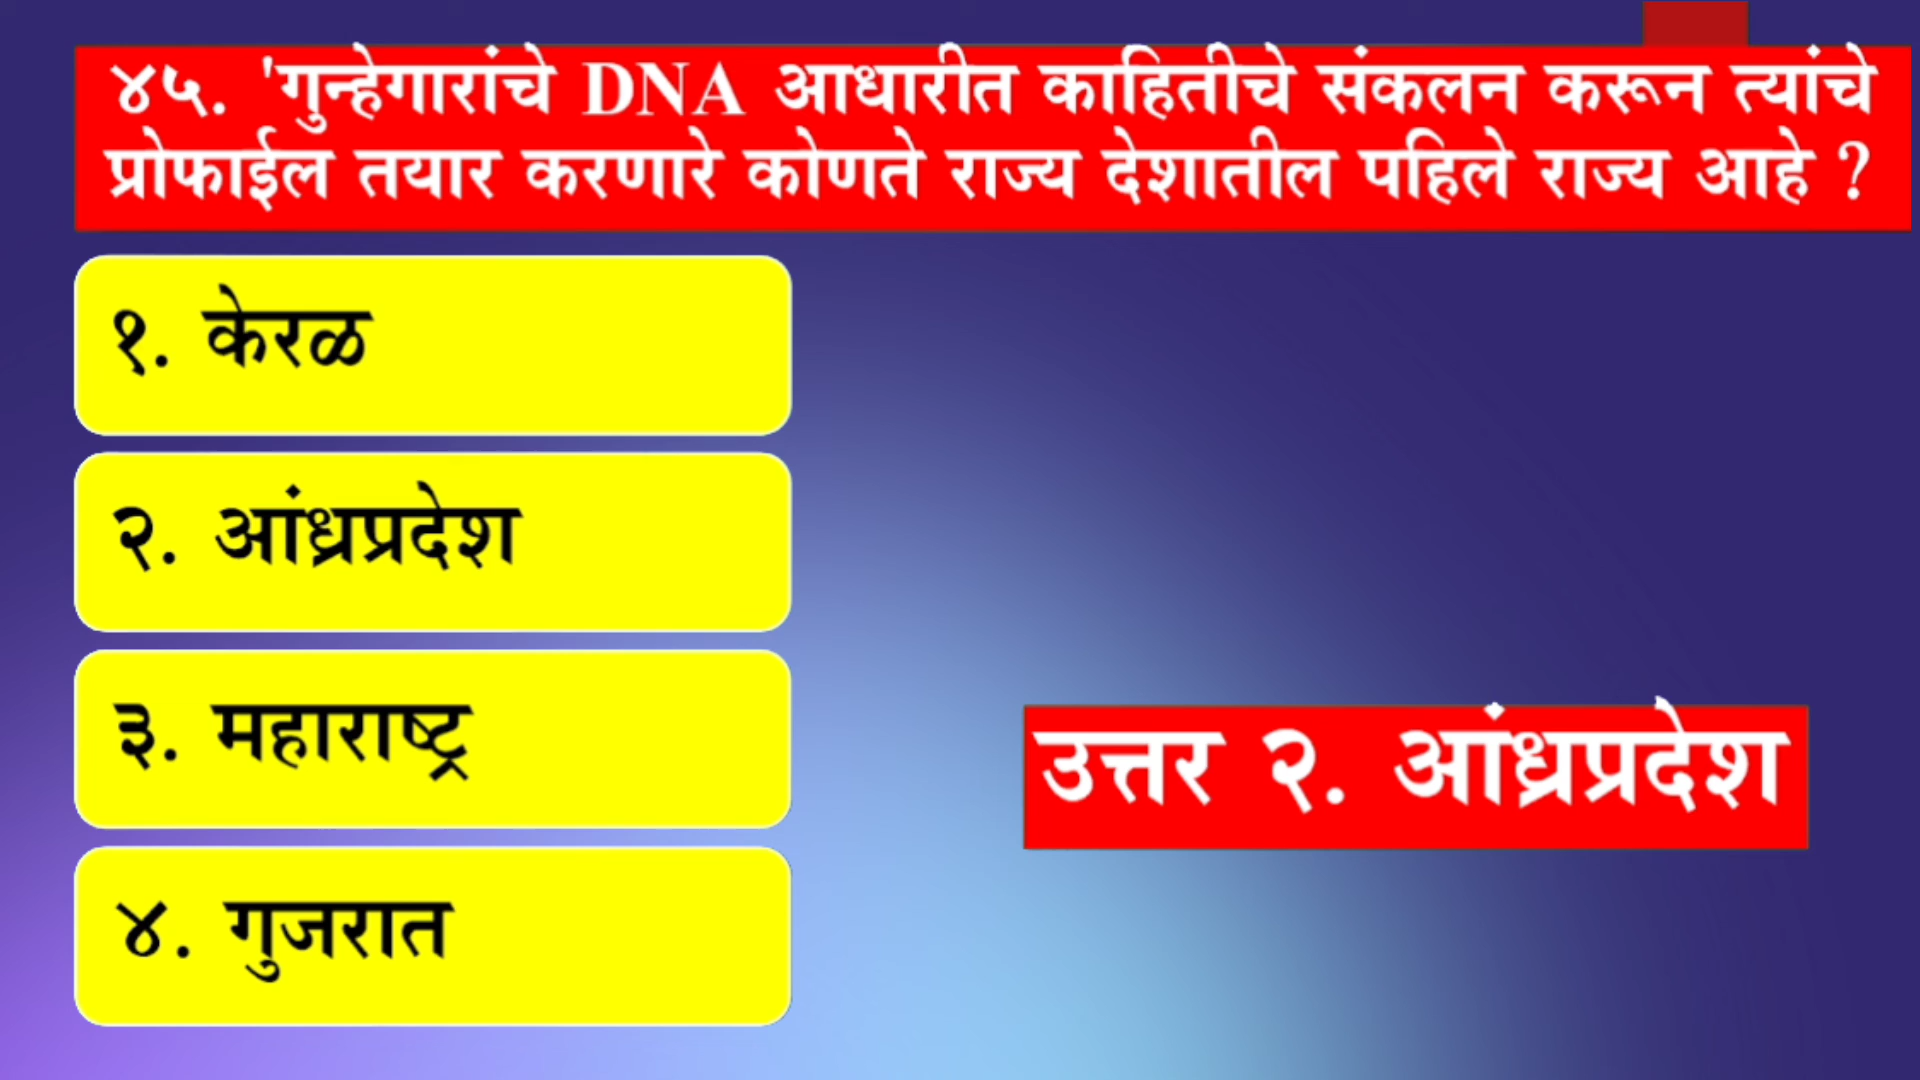 ४५. 'गुन्हेगारांचे DNA आधारीत काहितीचे संकलन करून त्यांचे
प्रोफाईल तयार करणारे कोणते राज्य देशातील पहिले राज्य आहे ?
१. केरळ
२. आंध्रप्रदेश
३. महाराष्ट्र
४. गुजरात
उत्तर २. आंध्रप्रदेश